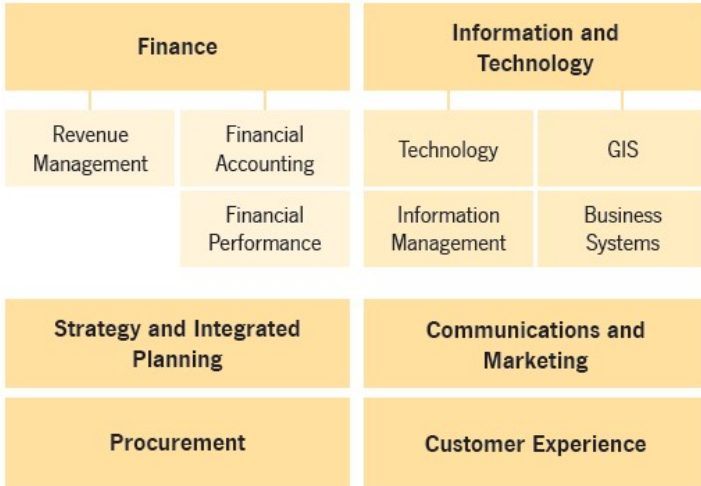 Finance
Revenue
Management
Financial
Accounting
Financial
Performance
Information and
Technology
Technology
GIS
Information
Management
Business
Systems
Strategy and Integrated
Planning
Communications and
Marketing
Procurement
Customer Experience